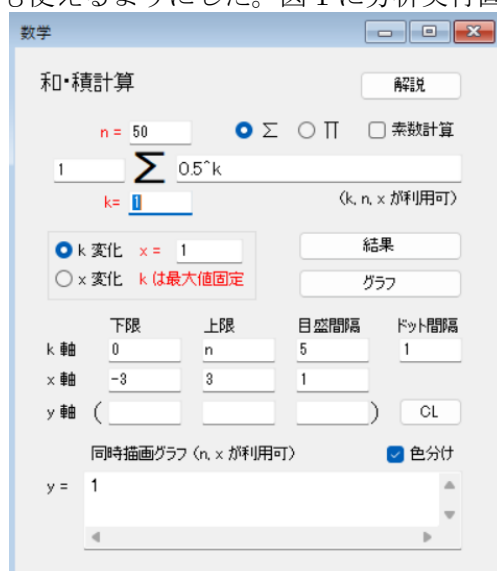 も使えるようにした。図1に分析実行画
数学
和・積計算 解説
n = 50 Σ Π 素数計算
1 Σ 0.5^k
k= 1 (k, n, x が利用可)
k 変化 x = 1 結果
x 変化 k は最大値固定 グラフ
下限 上限 目盛間隔 ドット間隔
k 軸 0 n 5 1
x 軸 -3 3 1
y 軸 ( ) CL
同時描画グラフ (n, x が利用可) 色分け
y = 1